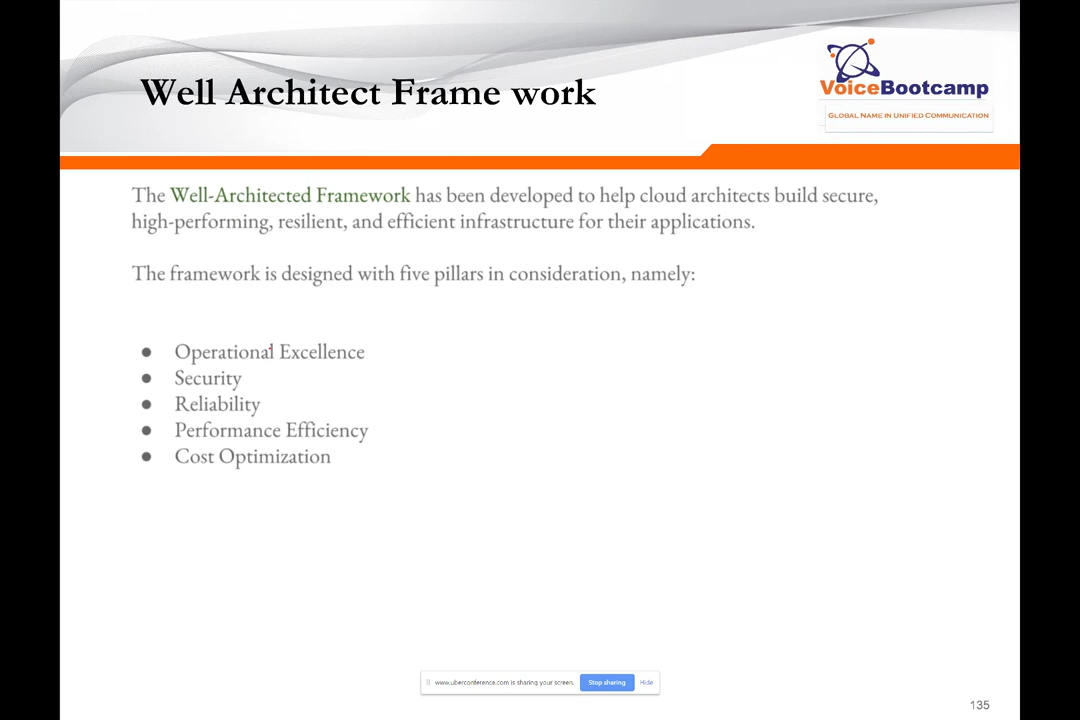 Well Architect Frame work
VoiceBootcamp
GLOBAL NAME IN UNIFIED COMMUNICATION
The Well-Architected Framework has been developed to help cloud architects build secure,
high-performing, resilient, and efficient infrastructure for their applications.
The framework is designed with five pillars in consideration, namely:
● Operational Excellence
● Security
● Reliability
● Performance Efficiency
● Cost Optimization
www.uberconference.com is sharing your screen. Stop sharing Hide
135